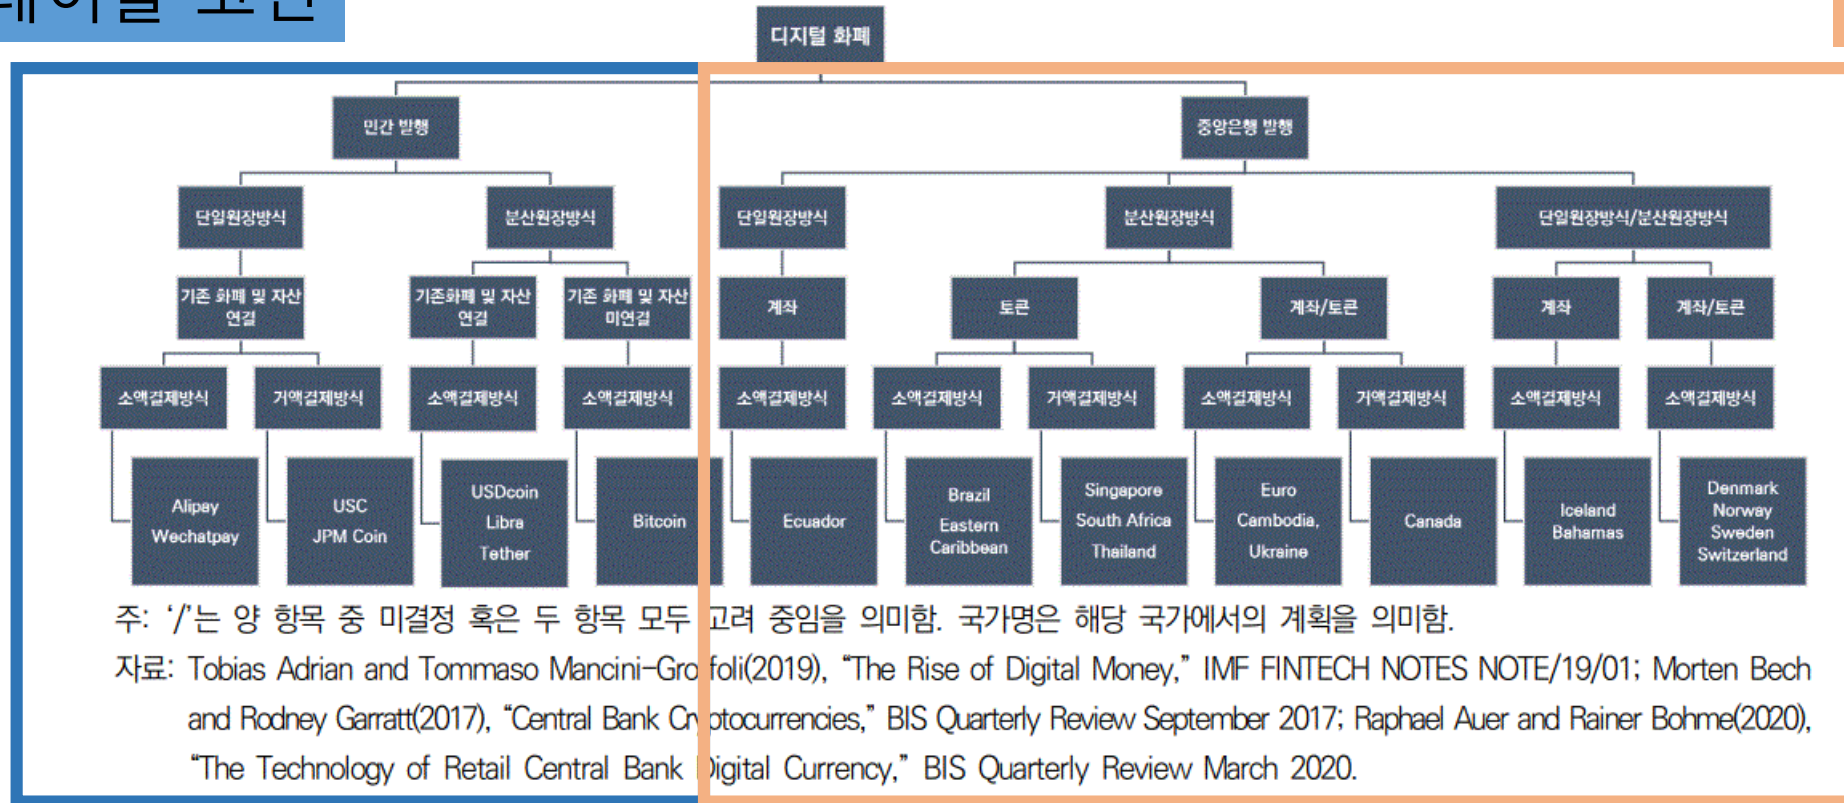 디지털 화폐
민간 발행
중앙은행 발행
단일원장방식
분산원장방식
단일원장방식
분산원장방식
단일원장방식/분산원장방식
기존 화폐 및 자산
연결
기존화폐 및 자산
연결
기존 화폐 및 자산
미연결
계좌
토큰
계좌/토큰
계좌
계좌/토큰
소액결제방식
거액결제방식
소액결제방식
소액결제방식
소액결제방식
소액결제방식
거액결제방식
소액결제방식
거액결제방식
소액결제방식
소액결제방식
Alipay
Wechatpay
USC
JPM Coin
USDcoin
Libra
Tether
Bitcoin
Ecuador
Brazil
Eastern
Caribbean
Singapore
South Africa
Thailand
Euro
Cambodia,
Ukraine
Canada
Iceland
Bahamas
Denmark
Norway
Sweden
Switzerland
주: ‘/’는 양 항목 중 미결정 혹은 두 항목 모두 고려 중임을 의미함. 국가명은 해당 국가에서의 계획을 의미함.
자료: Tobias Adrian and Tommaso (2019), “The Rise of Digital Money,” IMF FINTECH NOTES NOTE/19/01; Morten Bech
and Rodney Garratt(2017), “Central Bank Cryptocurrencies,” BIS Quarterly Review September 2017; Raphael Auer and Rainer Bohme(2020),
“The Technology of Retail Central Bank Digital Currency,” BIS Quarterly Review March 2020.